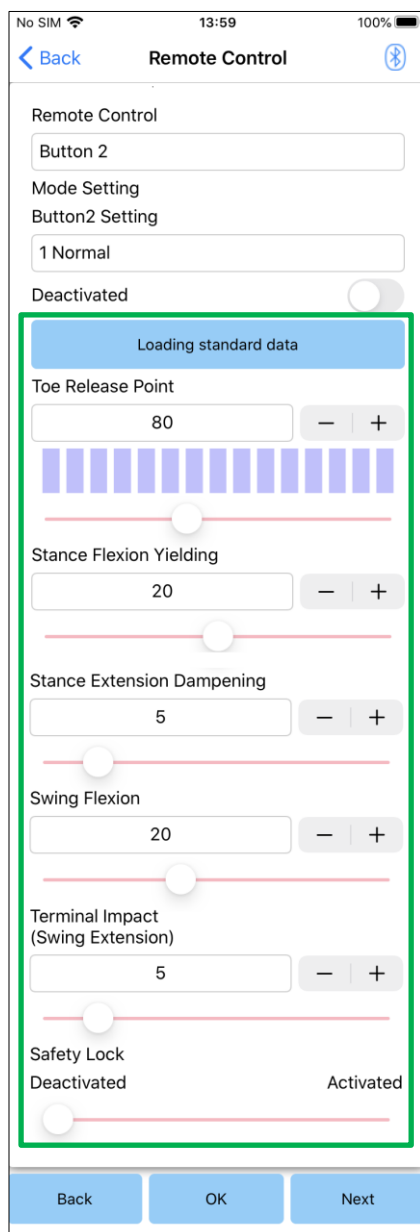 No SIM 13:59 100%
Back Remote Control
Remote Control
Button 2
Mode Setting
Button2 Setting
1 Normal
Deactivated
Loading standard data
Toe Release Point
80 − +
Stance Flexion Yielding
20 − +
Stance Extension Dampening
5 − +
Swing Flexion
20 − +
Terminal Impact
(Swing Extension)
5 − +
Safety Lock
Deactivated Activated
Back OK Next